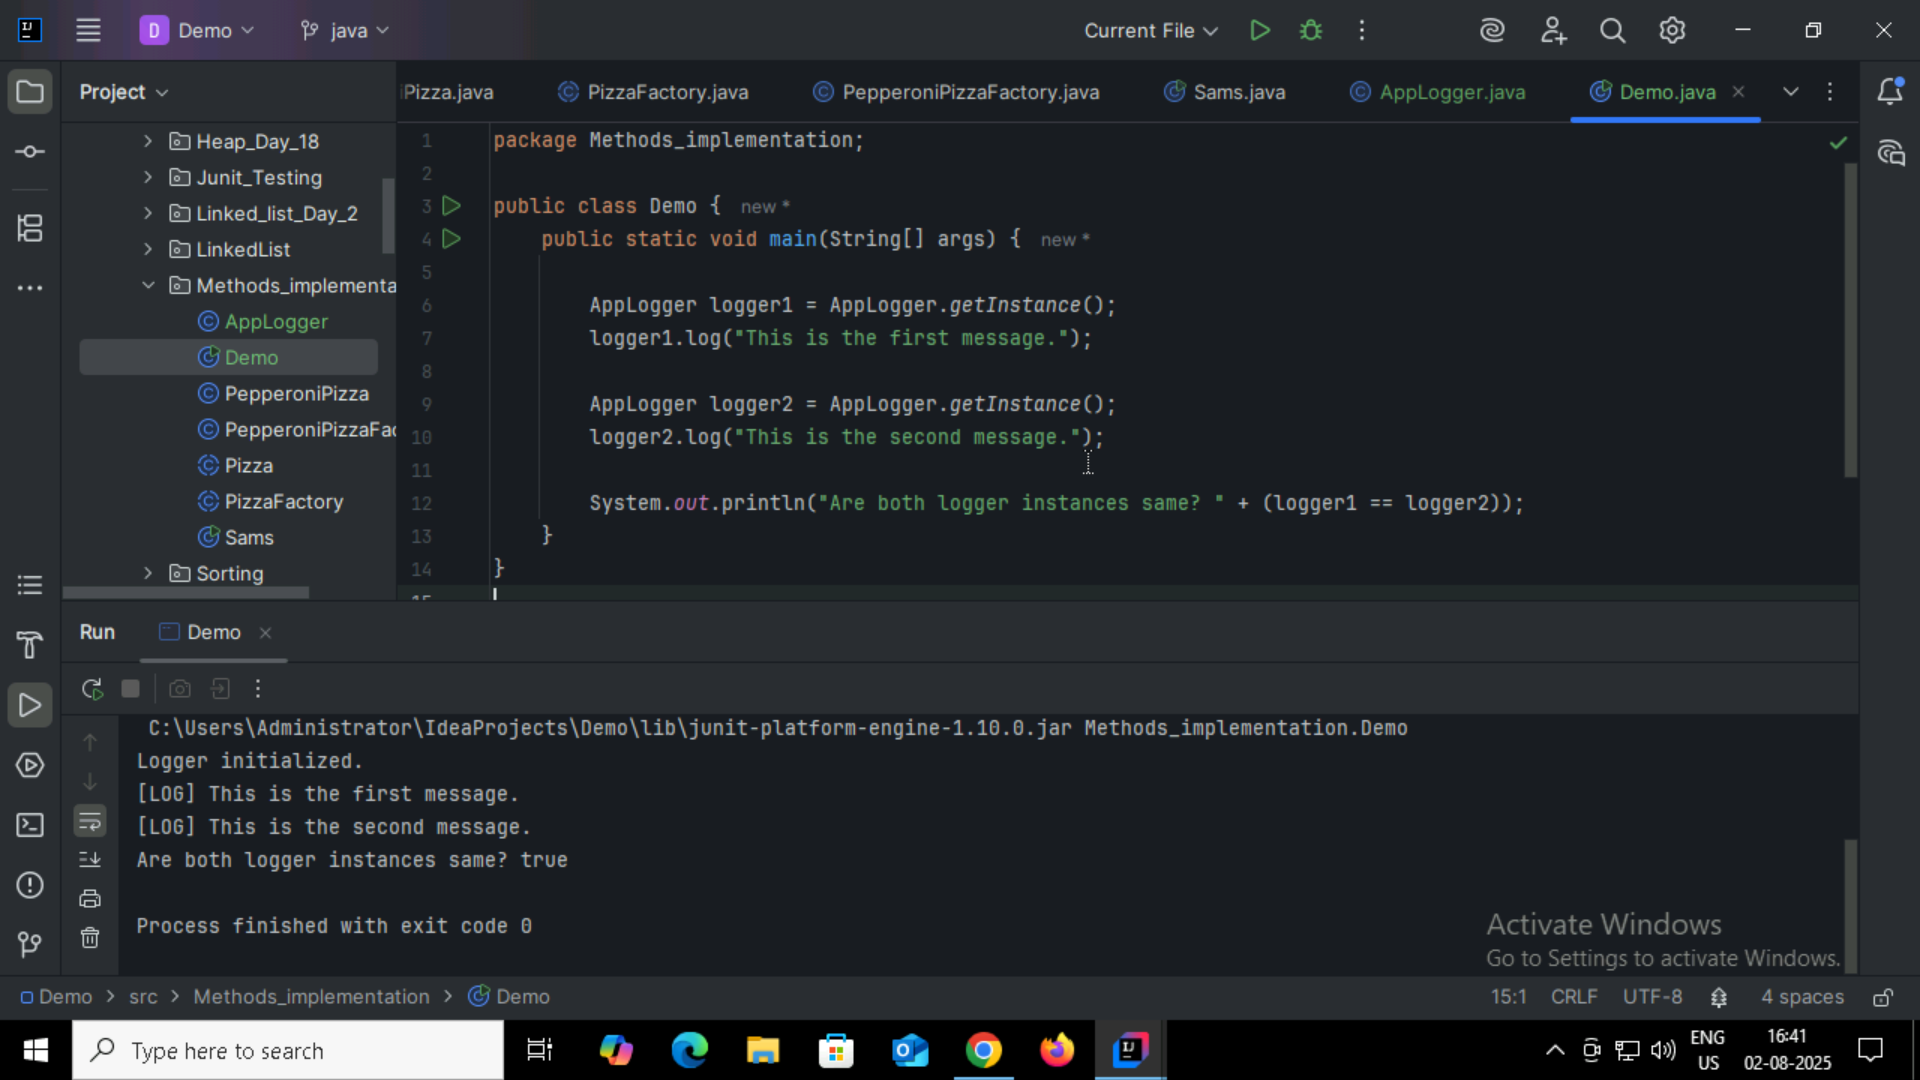 IJ
D Demo
java
Current File
Project
iPizza.java
PizzaFactory.java
PepperoniPizzaFactory.java
Sams.java
AppLogger.java
Demo.java
Heap_Day_18
Junit_Testing
Linked_list_Day_2
LinkedList
Methods_implementa
AppLogger
Demo
PepperoniPizza
PepperoniPizzaFac
Pizza
PizzaFactory
Sams
Sorting
1 package Methods_implementation;
2
3 public class Demo { new *
4 public static void main(String[] args) { new *
5
6 AppLogger logger1 = AppLogger.getInstance();
7 logger1.log("This is the first message.");
8
9 AppLogger logger2 = AppLogger.getInstance();
10 logger2.log("This is the second message.");
11
12 System.out.println("Are both logger instances same? " + (logger1 == logger2));
13 }
14 }
15
Run
Demo
C:\Users\Administrator\IdeaProjects\Demo\lib\junit-platform-engine-1.10.0.jar Methods_implementation.Demo
Logger initialized.
[LOG] This is the first message.
[LOG] This is the second message.
Are both logger instances same? true
Process finished with exit code 0
Activate Windows
Go to Settings to activate Windows.
Demo > src > Methods_implementation > Demo
15:1 CRLF UTF-8 4 spaces
Type here to search
IJ
ENG
US
16:41
02-08-2025